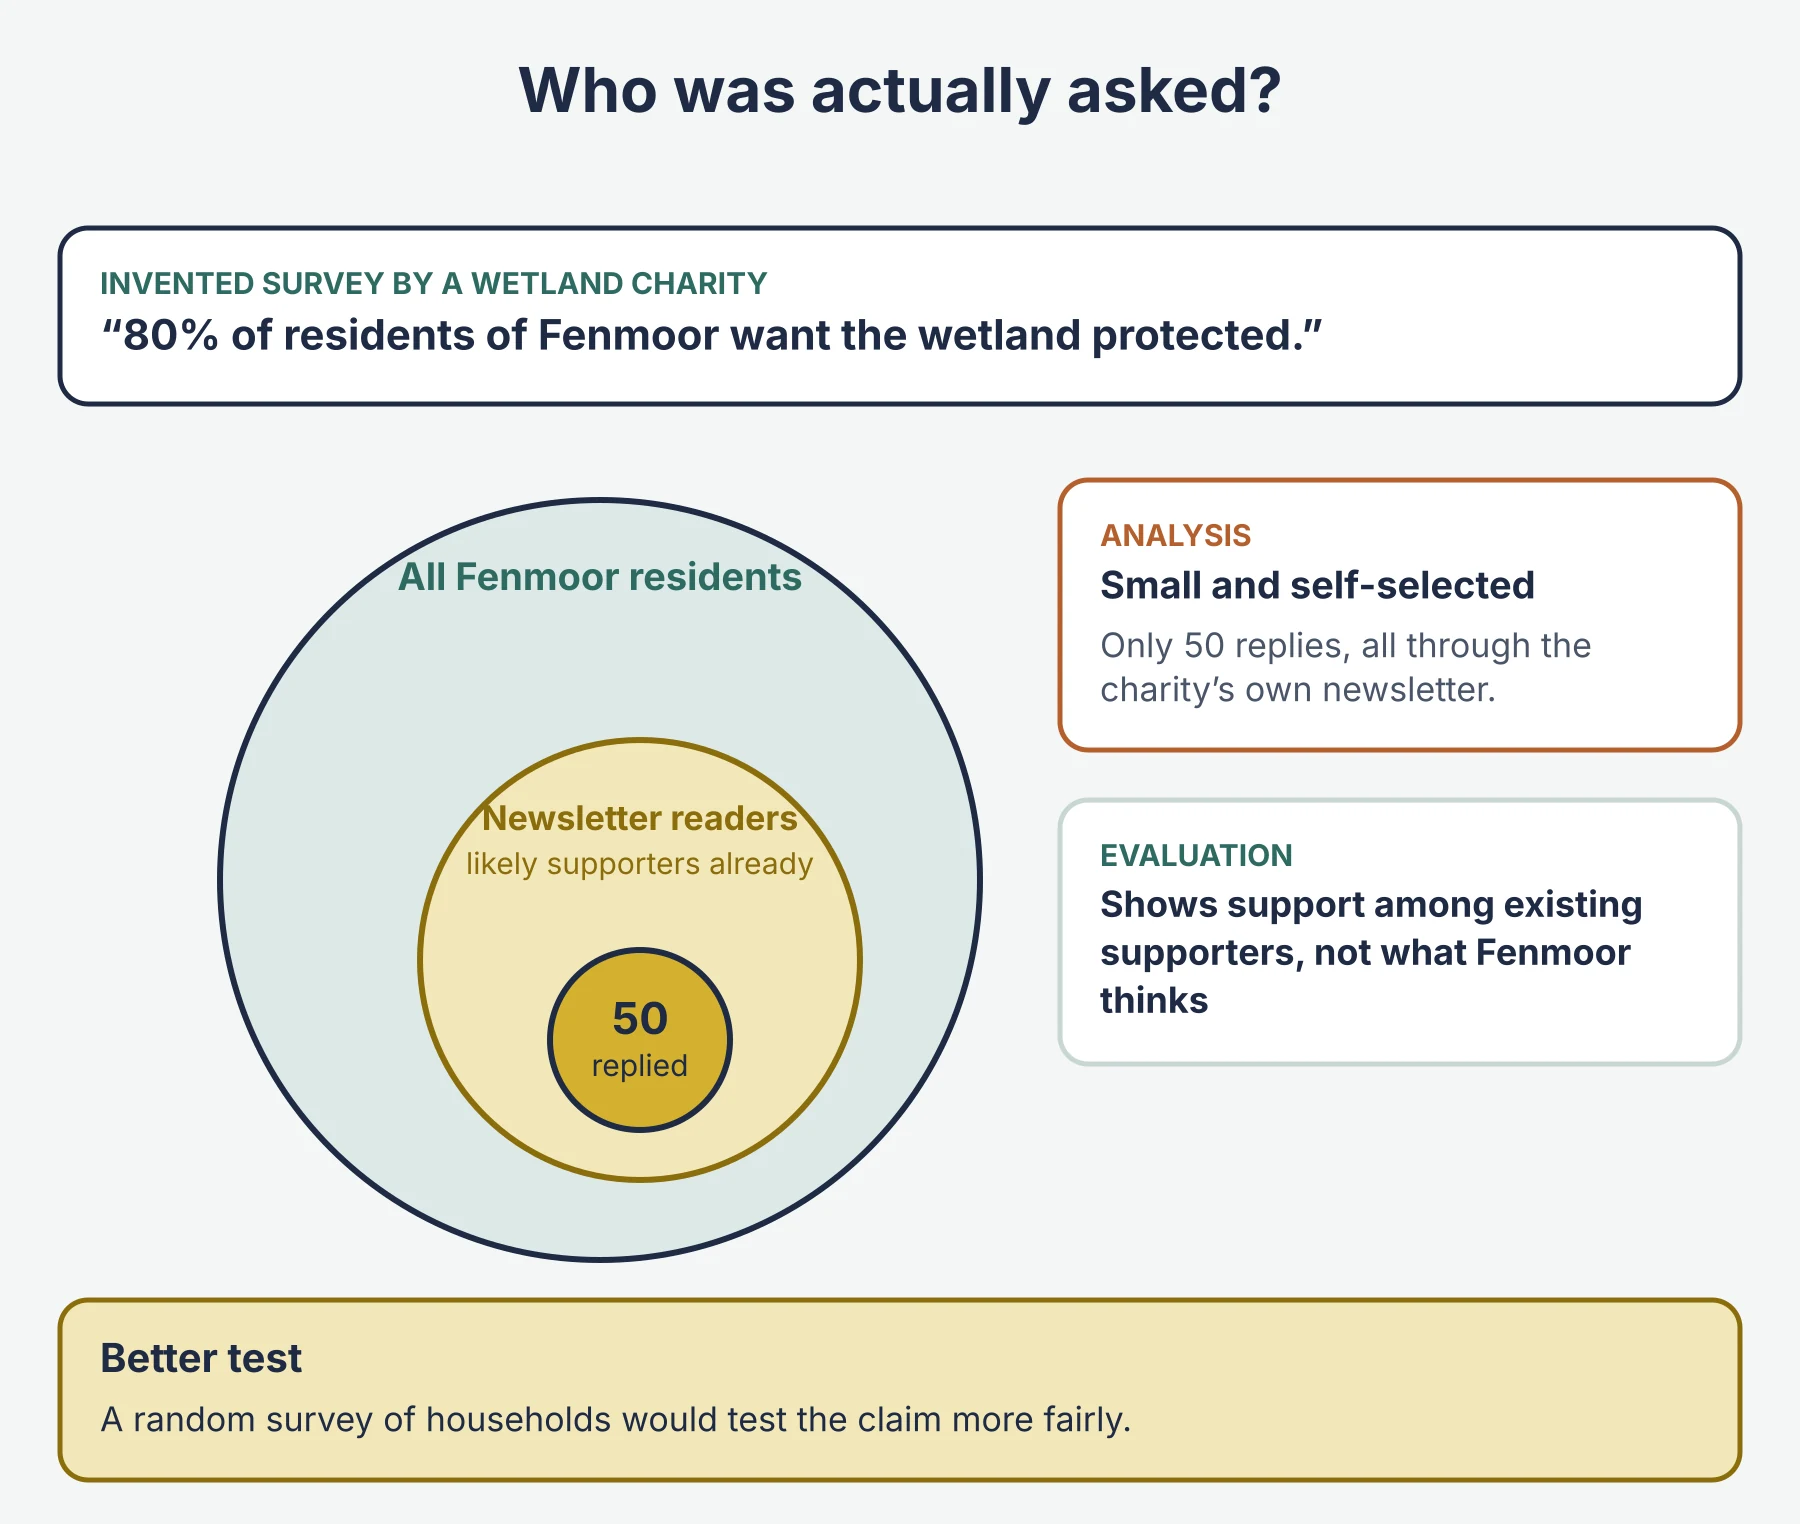 Who was actually asked?
INVENTED SURVEY BY A WETLAND CHARITY
“80% of residents of Fenmoor want the wetland protected.”
All Fenmoor residents
Newsletter readers
likely supporters already
50
replied
ANALYSIS
Small and self-selected
Only 50 replies, all through the
charity’s own newsletter.
EVALUATION
Shows support among existing
supporters, not what Fenmoor
thinks
Better test
A random survey of households would test the claim more fairly.